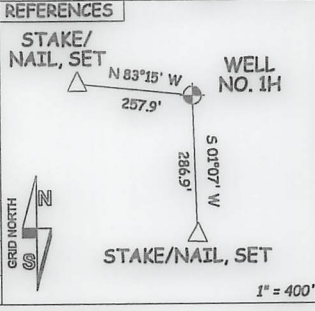 REFERENCES
STAKE/
NAIL, SET
N 83°15' W
257.9'
WELL
NO. 1H
S 01°07' W
286.9'
GRID NORTH
N
S
STAKE/NAIL, SET
1" = 400'